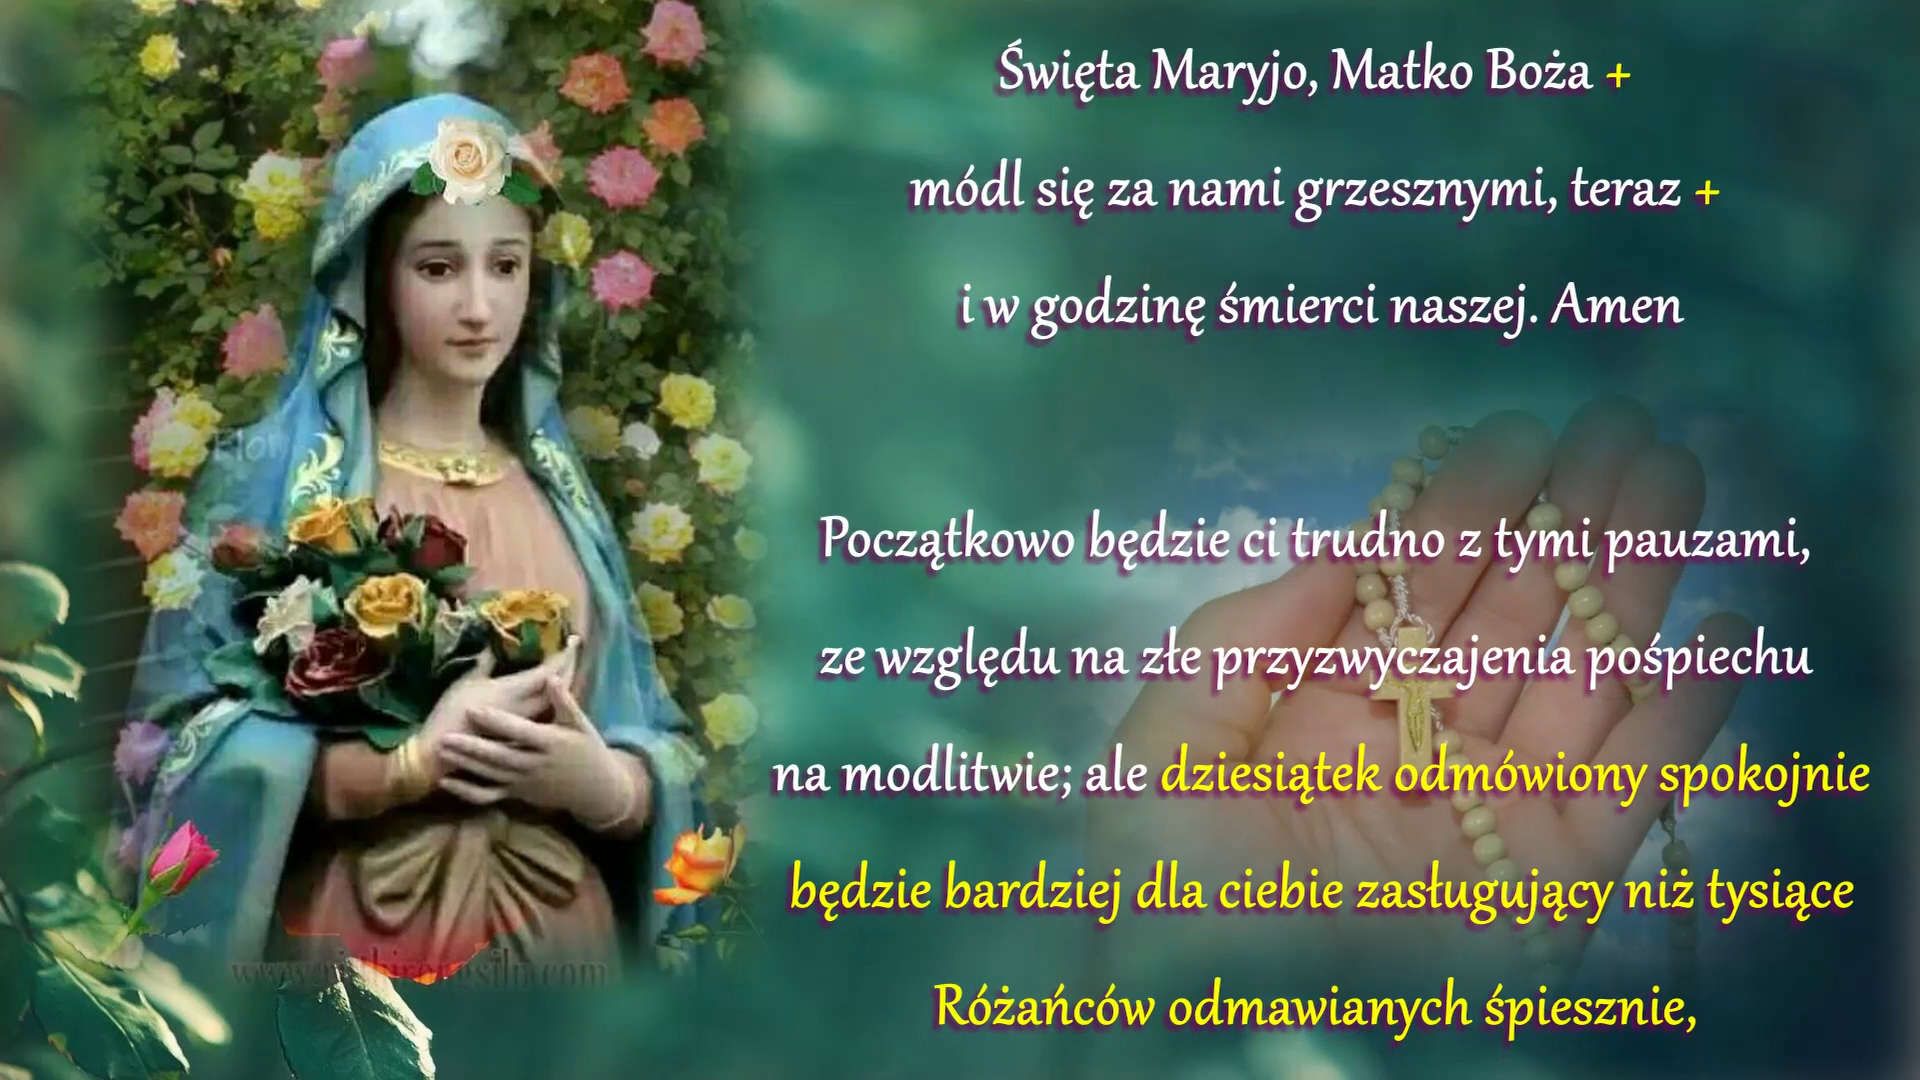 Święta Maryjo, Matko Boża +
módl się za nami grzesznymi, teraz +
i w godzinę śmierci naszej. Amen
Początkowo będzie ci trudno z tymi pauzami,
ze względu na złe przyzwyczajenia pośpiechu
na modlitwie; ale dziesiątek odmówiony spokojnie
będzie bardziej dla ciebie zasługujący niż tysiące
Różańców odmawianych śpiesznie,